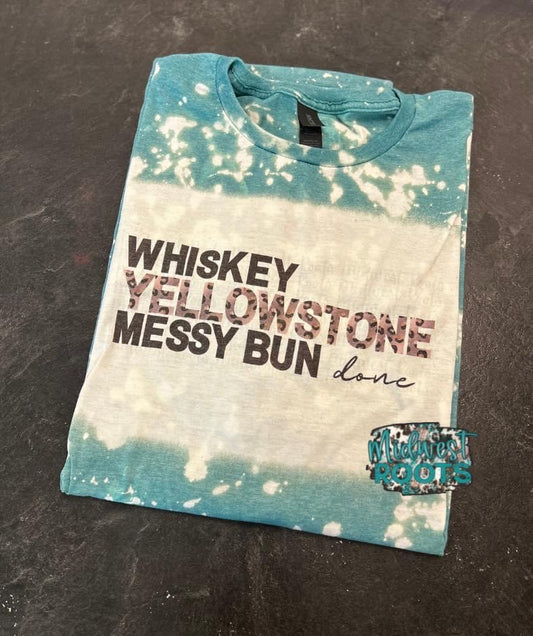 WHISKEY
YELLOWSTONE
MESSY BUN done
Midwest
ROOTS